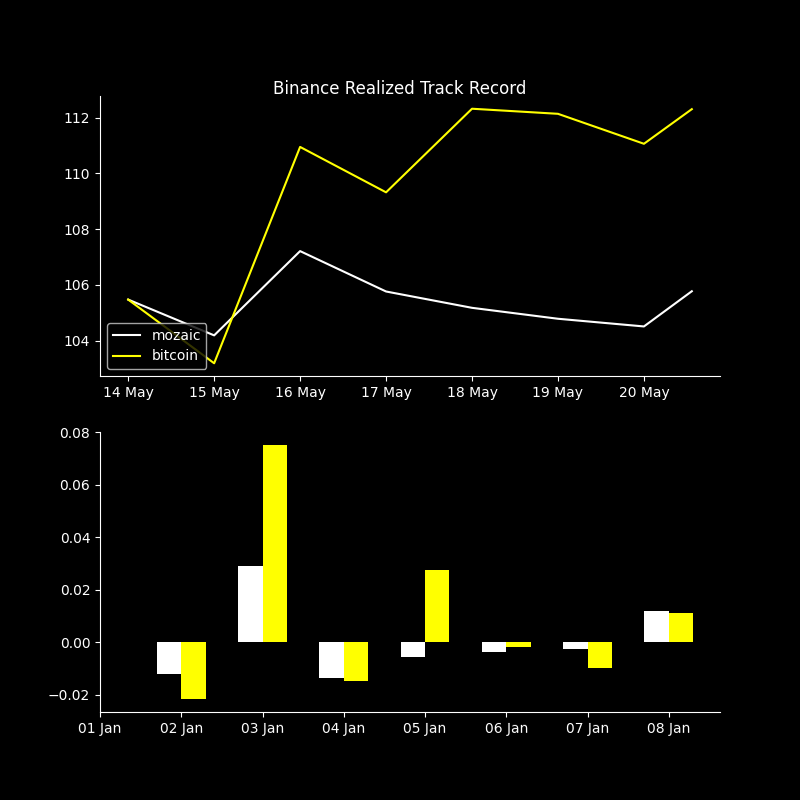 Binance Realized Track Record
112
110
108
106
104
mozaic
bitcoin
14 May 15 May 16 May 17 May 18 May 19 May 20 May
0.08
0.06
0.04
0.02
0.00
−0.02
01 Jan 02 Jan 03 Jan 04 Jan 05 Jan 06 Jan 07 Jan 08 Jan